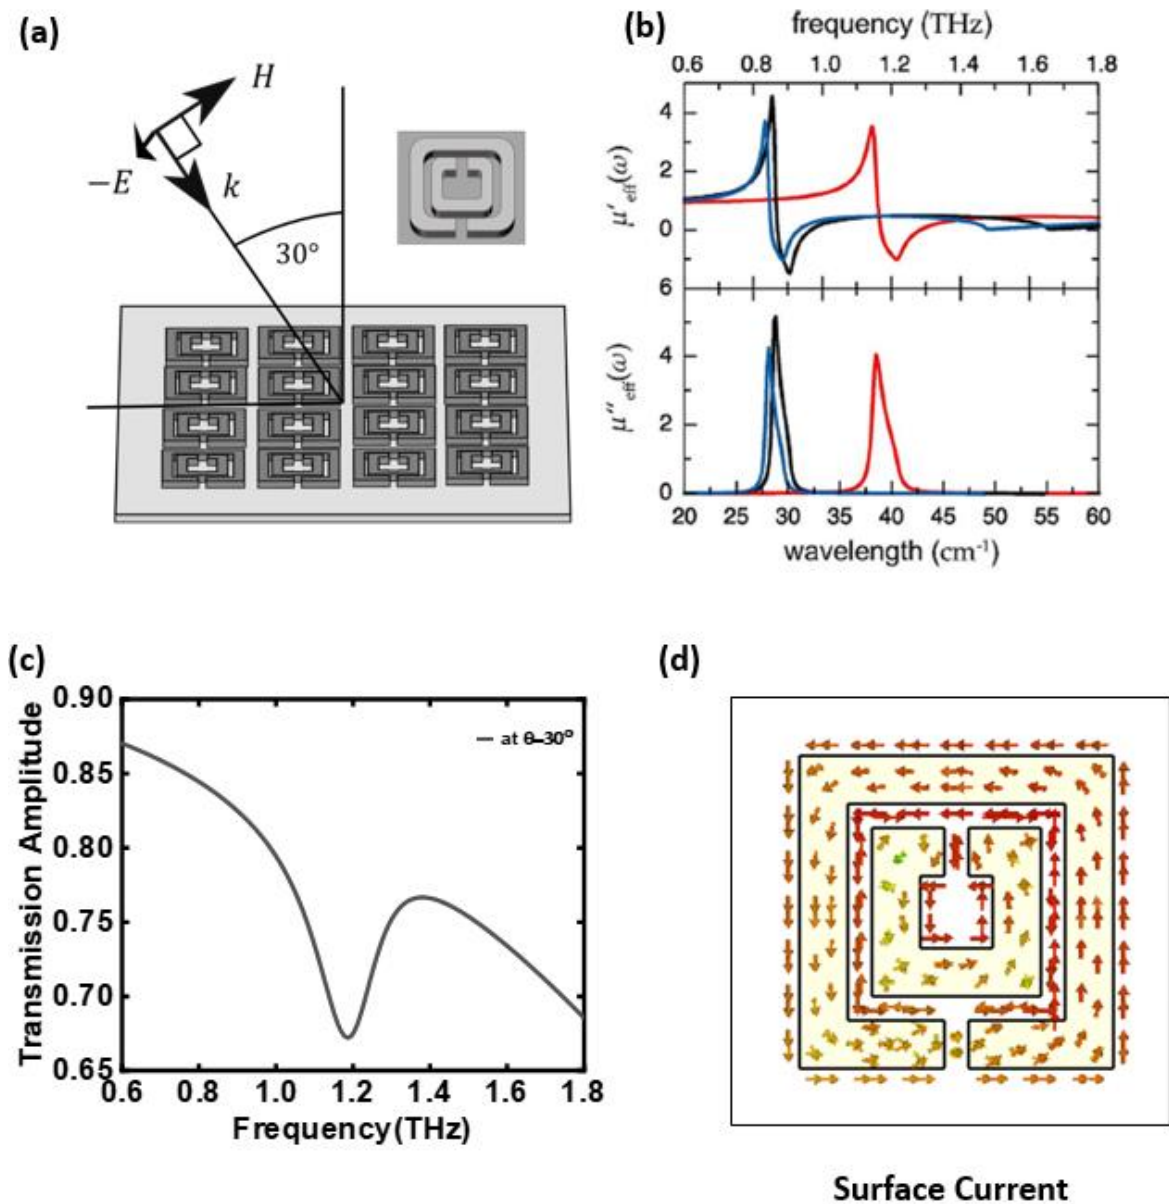 (a)
H
−E
k
30°
(b)
frequency (THz)
0.6 0.8 1.0 1.2 1.4 1.6 1.8
4
2
0
6
μ′eff(ω)
4
2
0
μ″eff(ω)
20 25 30 35 40 45 50 55 60
wavelength (cm⁻¹)
(c)
0.90
0.85
0.80
0.75
0.70
0.65
Transmission Amplitude
— at θ–30°
0.6 0.8 1.0 1.2 1.4 1.6 1.8
Frequency(THz)
(d)
Surface Current